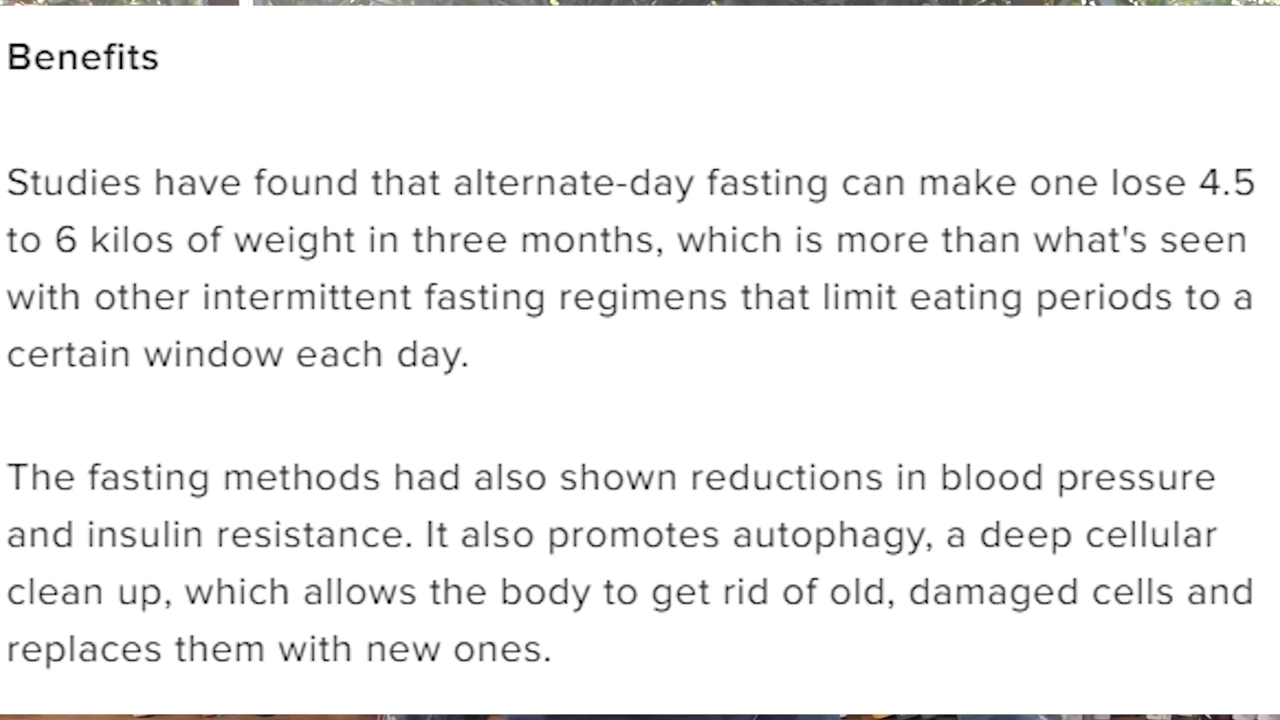 Benefits
Studies have found that alternate-day fasting can make one lose 4.5
to 6 kilos of weight in three months, which is more than what's seen
with other intermittent fasting regimens that limit eating periods to a
certain window each day.
The fasting methods had also shown reductions in blood pressure
and insulin resistance. It also promotes autophagy, a deep cellular
clean up, which allows the body to get rid of old, damaged cells and
replaces them with new ones.